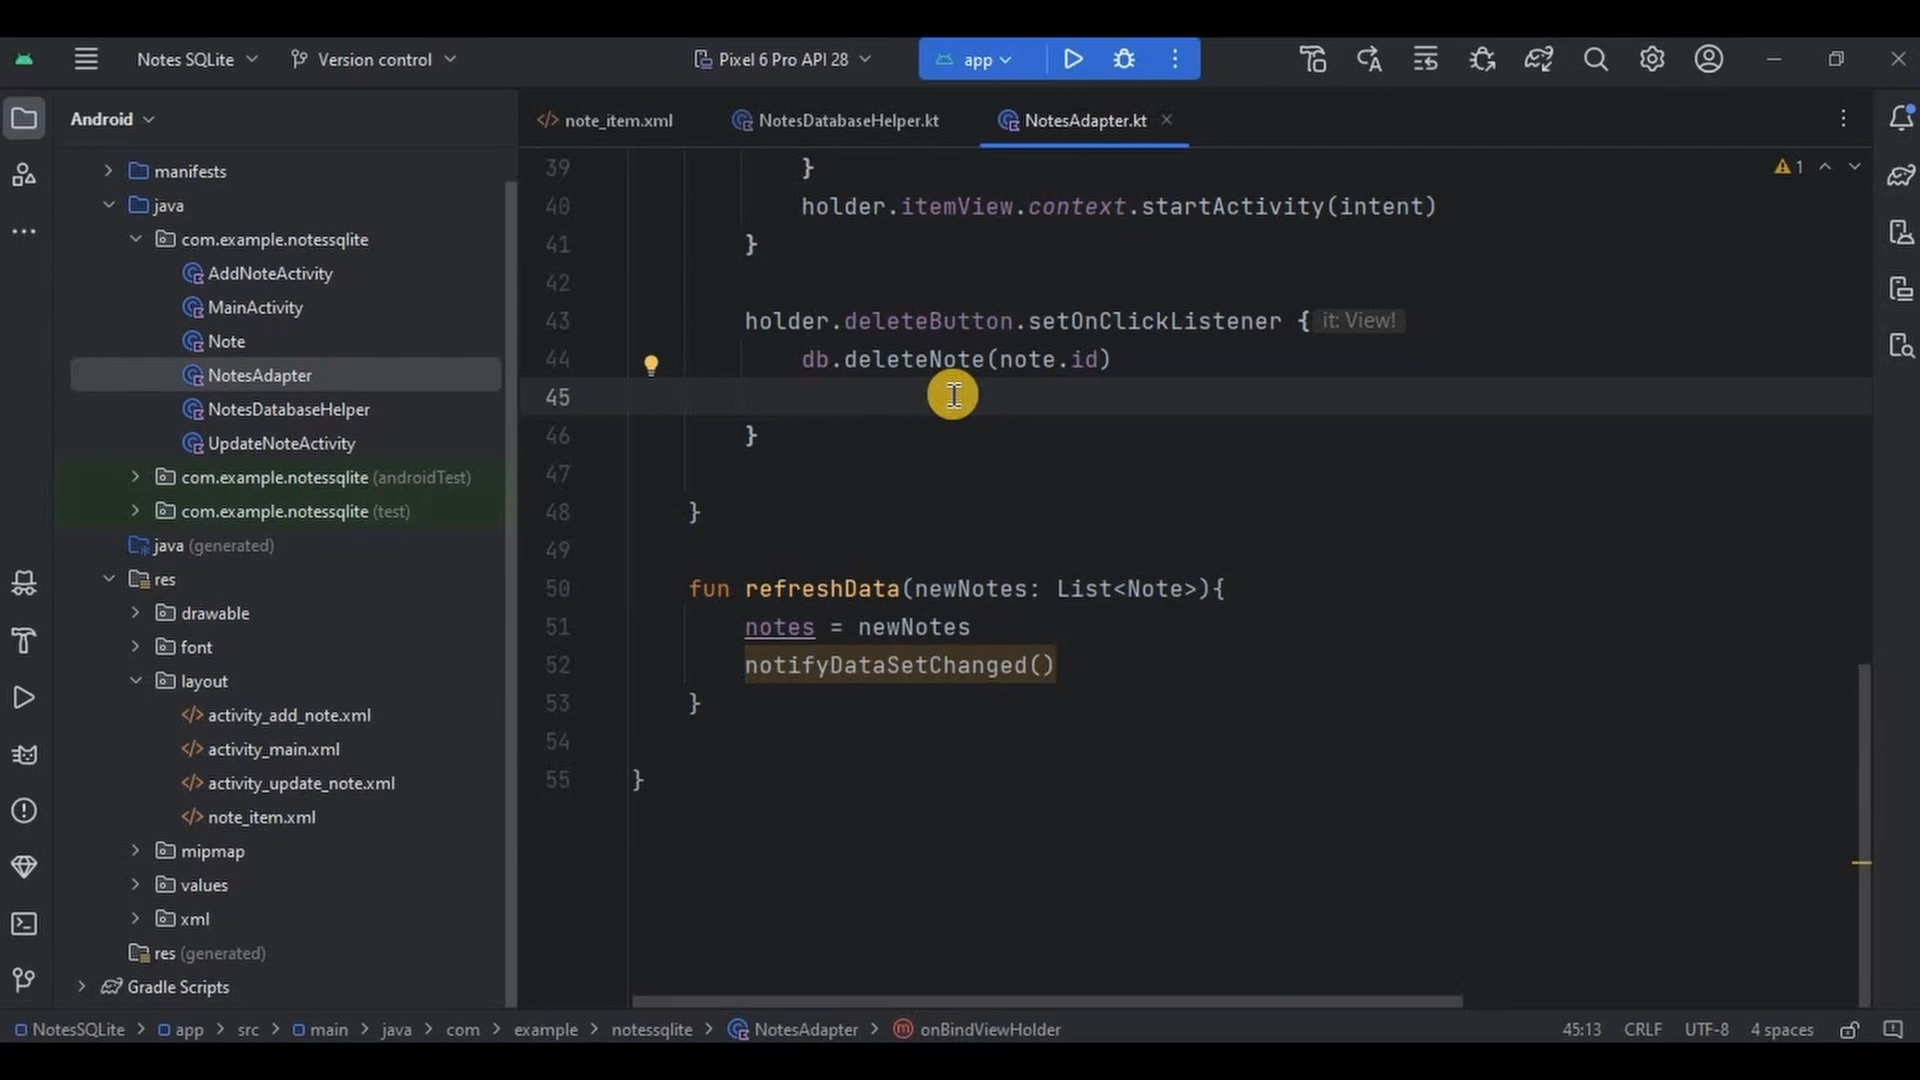 Notes SQLite
Version control
Pixel 6 Pro API 28
app
Android
note_item.xml
NotesDatabaseHelper.kt
NotesAdapter.kt
manifests
java
com.example.notessqlite
AddNoteActivity
MainActivity
Note
NotesAdapter
NotesDatabaseHelper
UpdateNoteActivity
com.example.notessqlite (androidTest)
com.example.notessqlite (test)
java (generated)
res
drawable
font
layout
activity_add_note.xml
activity_main.xml
activity_update_note.xml
note_item.xml
mipmap
values
xml
res (generated)
Gradle Scripts
1
39 }
40 holder.itemView.context.startActivity(intent)
41 }
42
43 holder.deleteButton.setOnClickListener { it: View!
44 db.deleteNote(note.id)
45
46 }
47
48 }
49
50 fun refreshData(newNotes: List<Note>){
51 notes = newNotes
52 notifyDataSetChanged()
53 }
54
55 }
NotesSQLite > app > src > main > java > com > example > notessqlite > NotesAdapter > onBindViewHolder
45:13 CRLF UTF-8 4 spaces